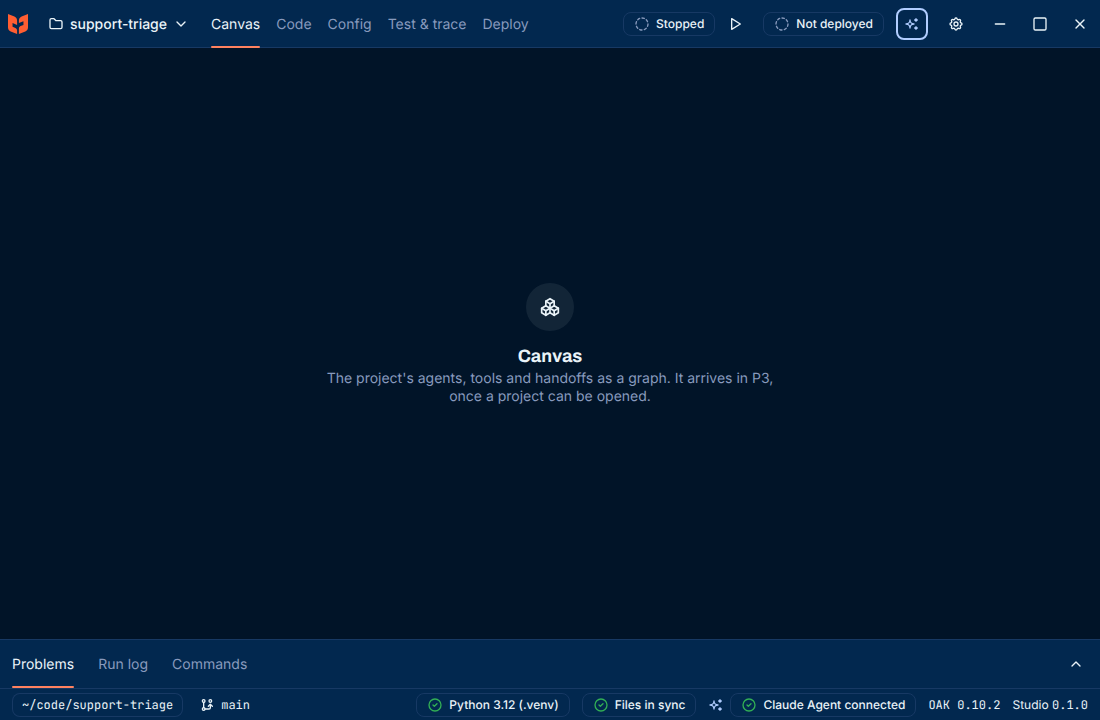 support-triage Canvas Code Config Test & trace Deploy Stopped Not deployed
Canvas
The project's agents, tools and handoffs as a graph. It arrives in P3,
once a project can be opened.
Problems Run log Commands
~/code/support-triage main Python 3.12 (.venv) Files in sync Claude Agent connected OAK 0.10.2 Studio 0.1.0